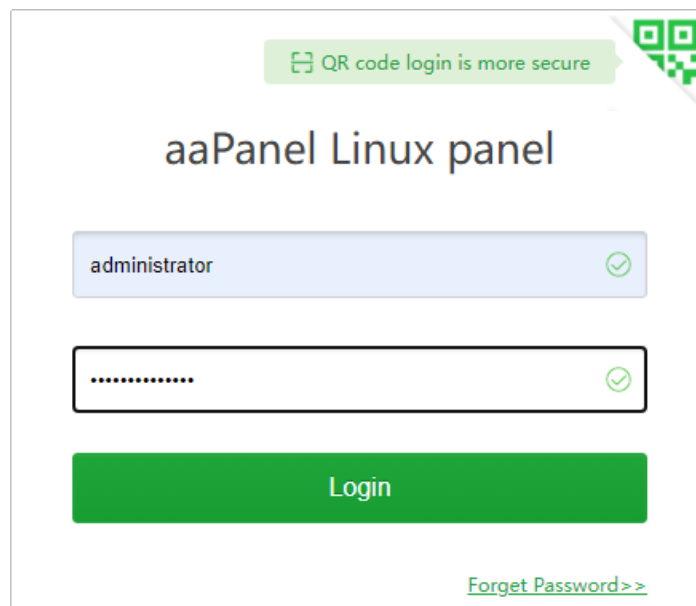 QR code login is more secure
aaPanel Linux panel
administrator
••••••••••••••
Login
Forget Password>>